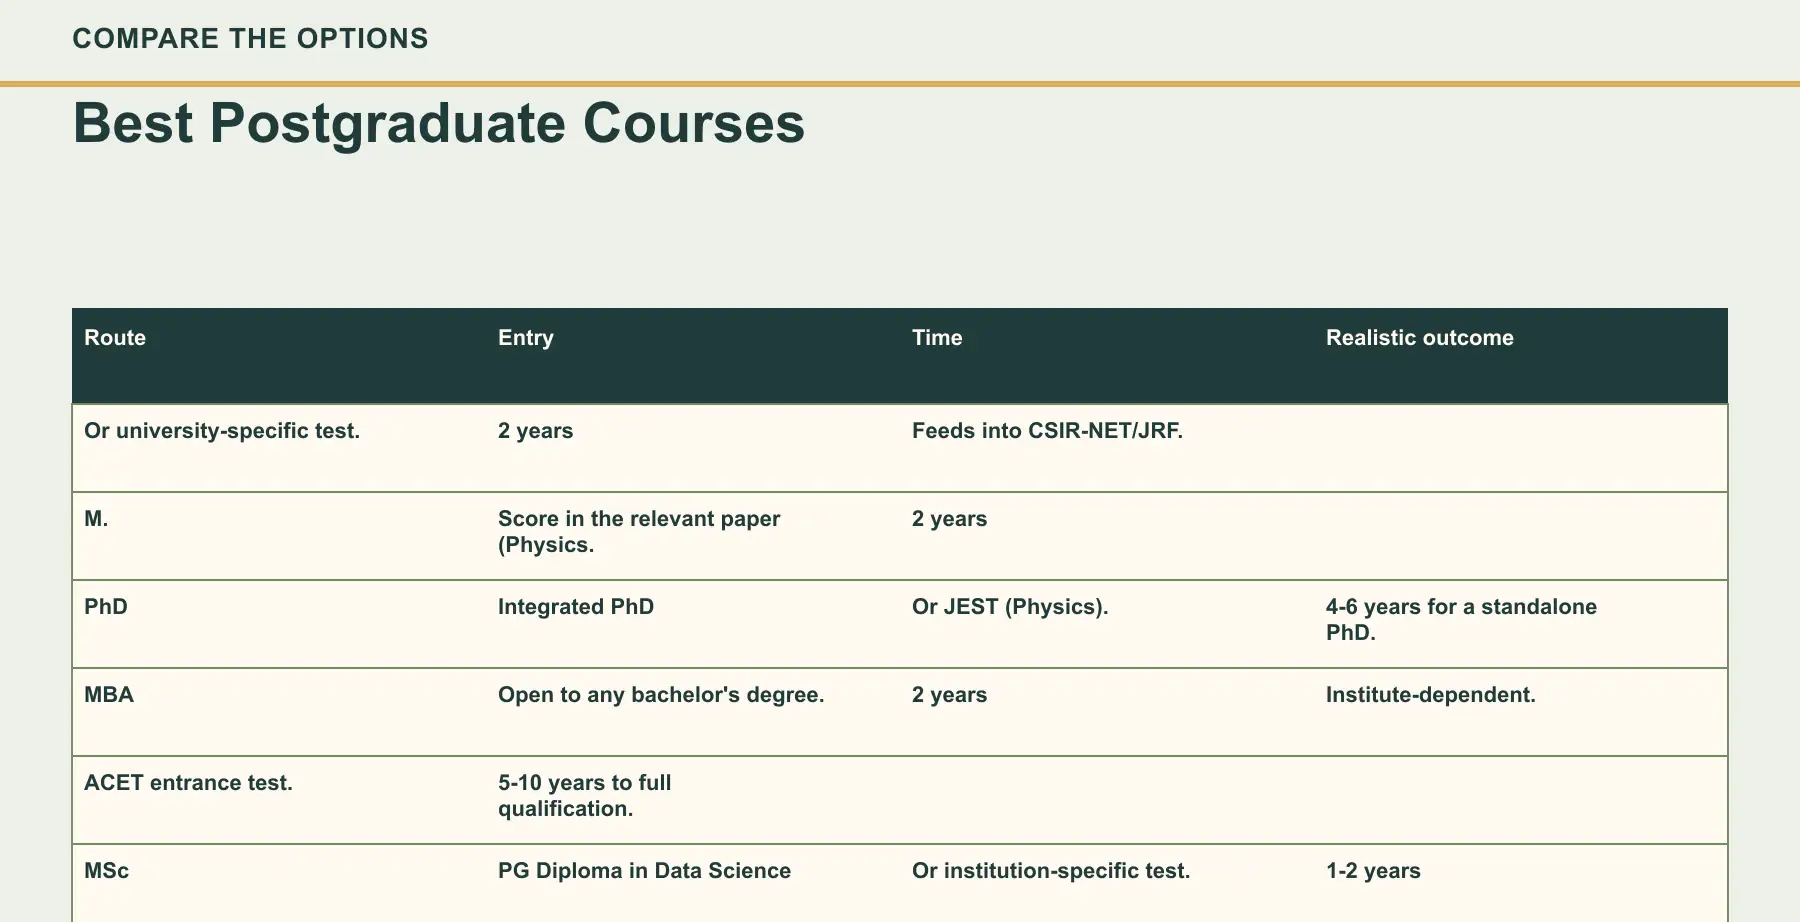 COMPARE THE OPTIONS
Best Postgraduate Courses
Route Entry Time Realistic outcome
Or university-specific test. 2 years Feeds into CSIR-NET/JRF.
M. Score in the relevant paper 2 years
(Physics.
PhD Integrated PhD Or JEST (Physics). 4-6 years for a standalone
PhD.
MBA Open to any bachelor's degree. 2 years Institute-dependent.
ACET entrance test. 5-10 years to full
qualification.
MSc PG Diploma in Data Science Or institution-specific test. 1-2 years